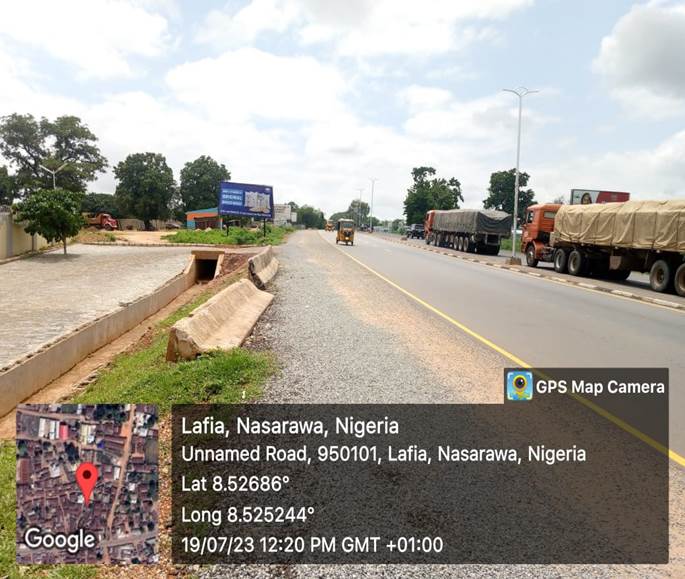 ORIGINAL
GPS Map Camera
Lafia, Nasarawa, Nigeria
Unnamed Road, 950101, Lafia, Nasarawa, Nigeria
Lat 8.52686°
Long 8.525244°
19/07/23 12:20 PM GMT +01:00
Google